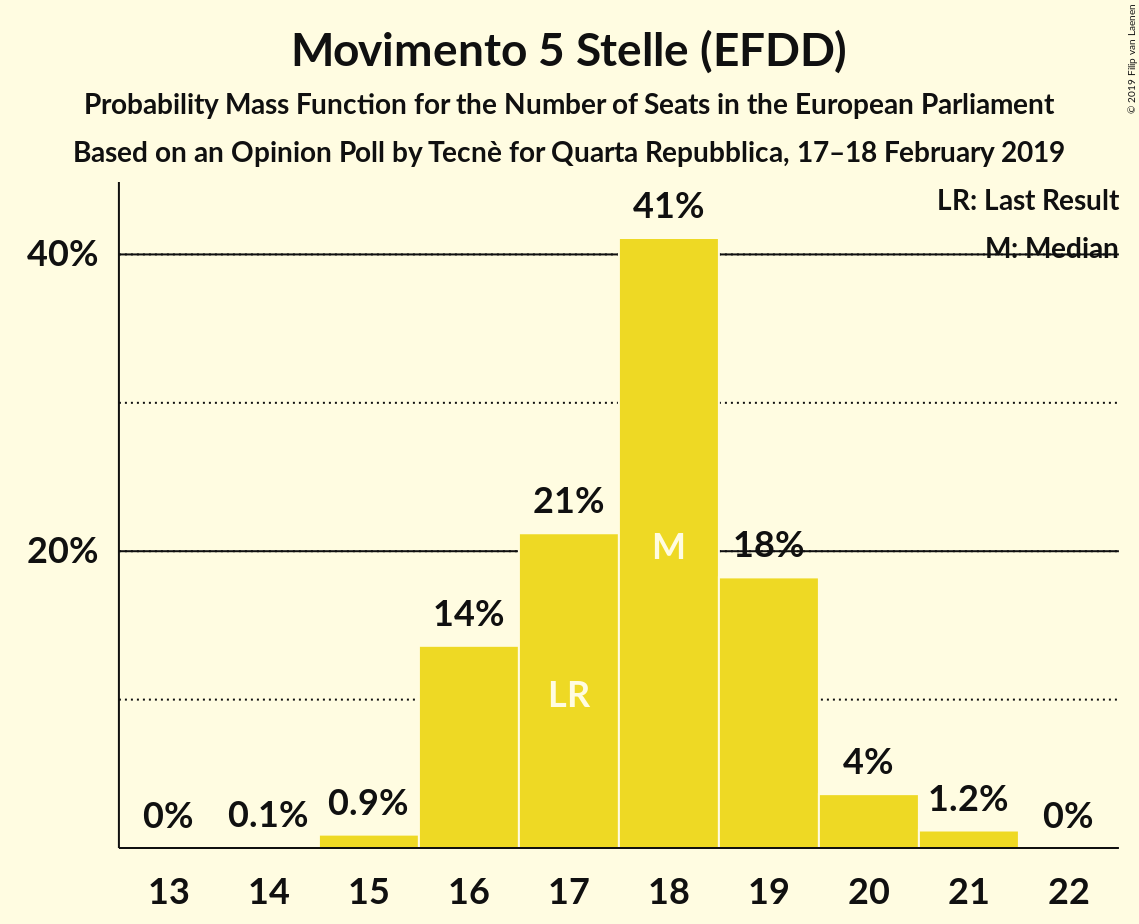 Movimento 5 Stelle (EFDD)
Probability Mass Function for the Number of Seats in the European Parliament
Based on an Opinion Poll by Tecnè for Quarta Repubblica, 17–18 February 2019
© 2019 Filip van Laenen
LR: Last Result
M: Median
41%
40%
21%
M
18%
20%
14%
LR
4%
0% 0.1% 0.9% 1.2% 0%
13 14 15 16 17 18 19 20 21 22